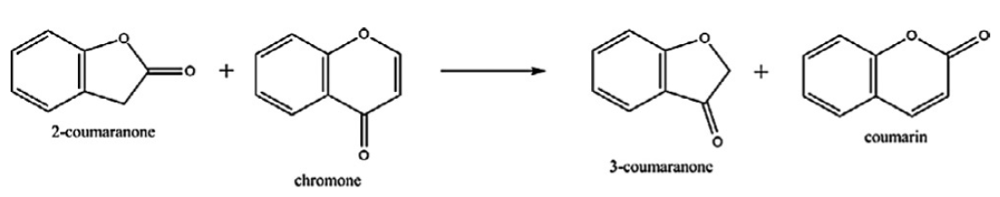 O
O
+
2-coumaranone
O
O
chromone
O
O
3-coumaranone
+
O
O
coumarin